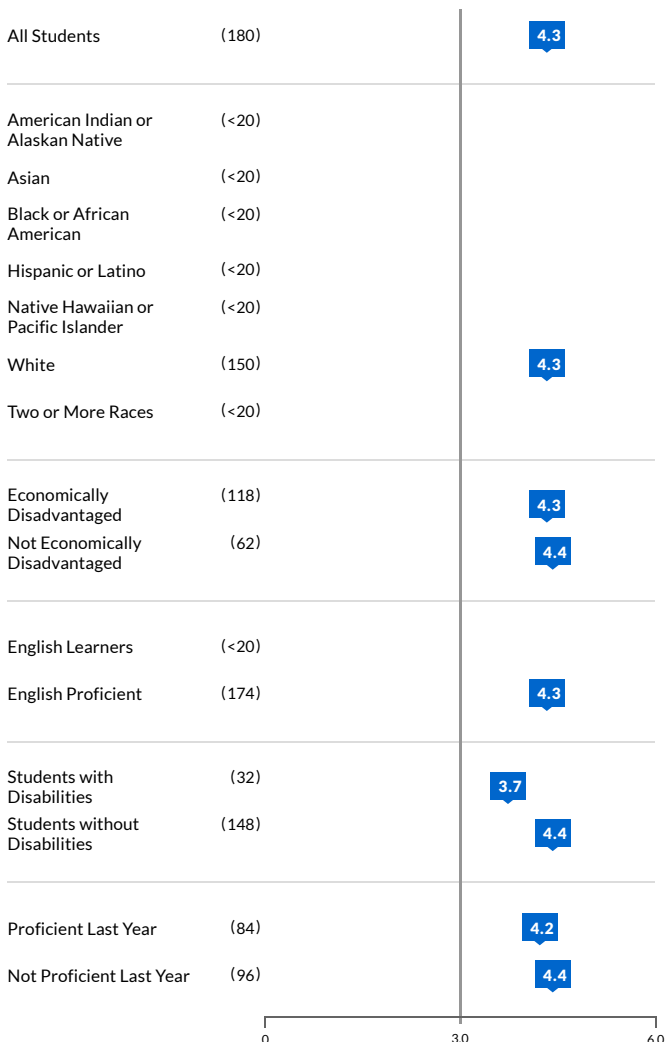 All Students (180) 4.3
American Indian or (<20)
Alaskan Native
Asian (<20)
Black or African (<20)
American
Hispanic or Latino (<20)
Native Hawaiian or (<20)
Pacific Islander
White (150) 4.3
Two or More Races (<20)
Economically (118) 4.3
Disadvantaged
Not Economically (62) 4.4
Disadvantaged
English Learners (<20)
English Proficient (174) 4.3
Students with (32) 3.7
Disabilities
Students without (148) 4.4
Disabilities
Proficient Last Year (84) 4.2
Not Proficient Last Year (96) 4.4
0 3.0 6.0